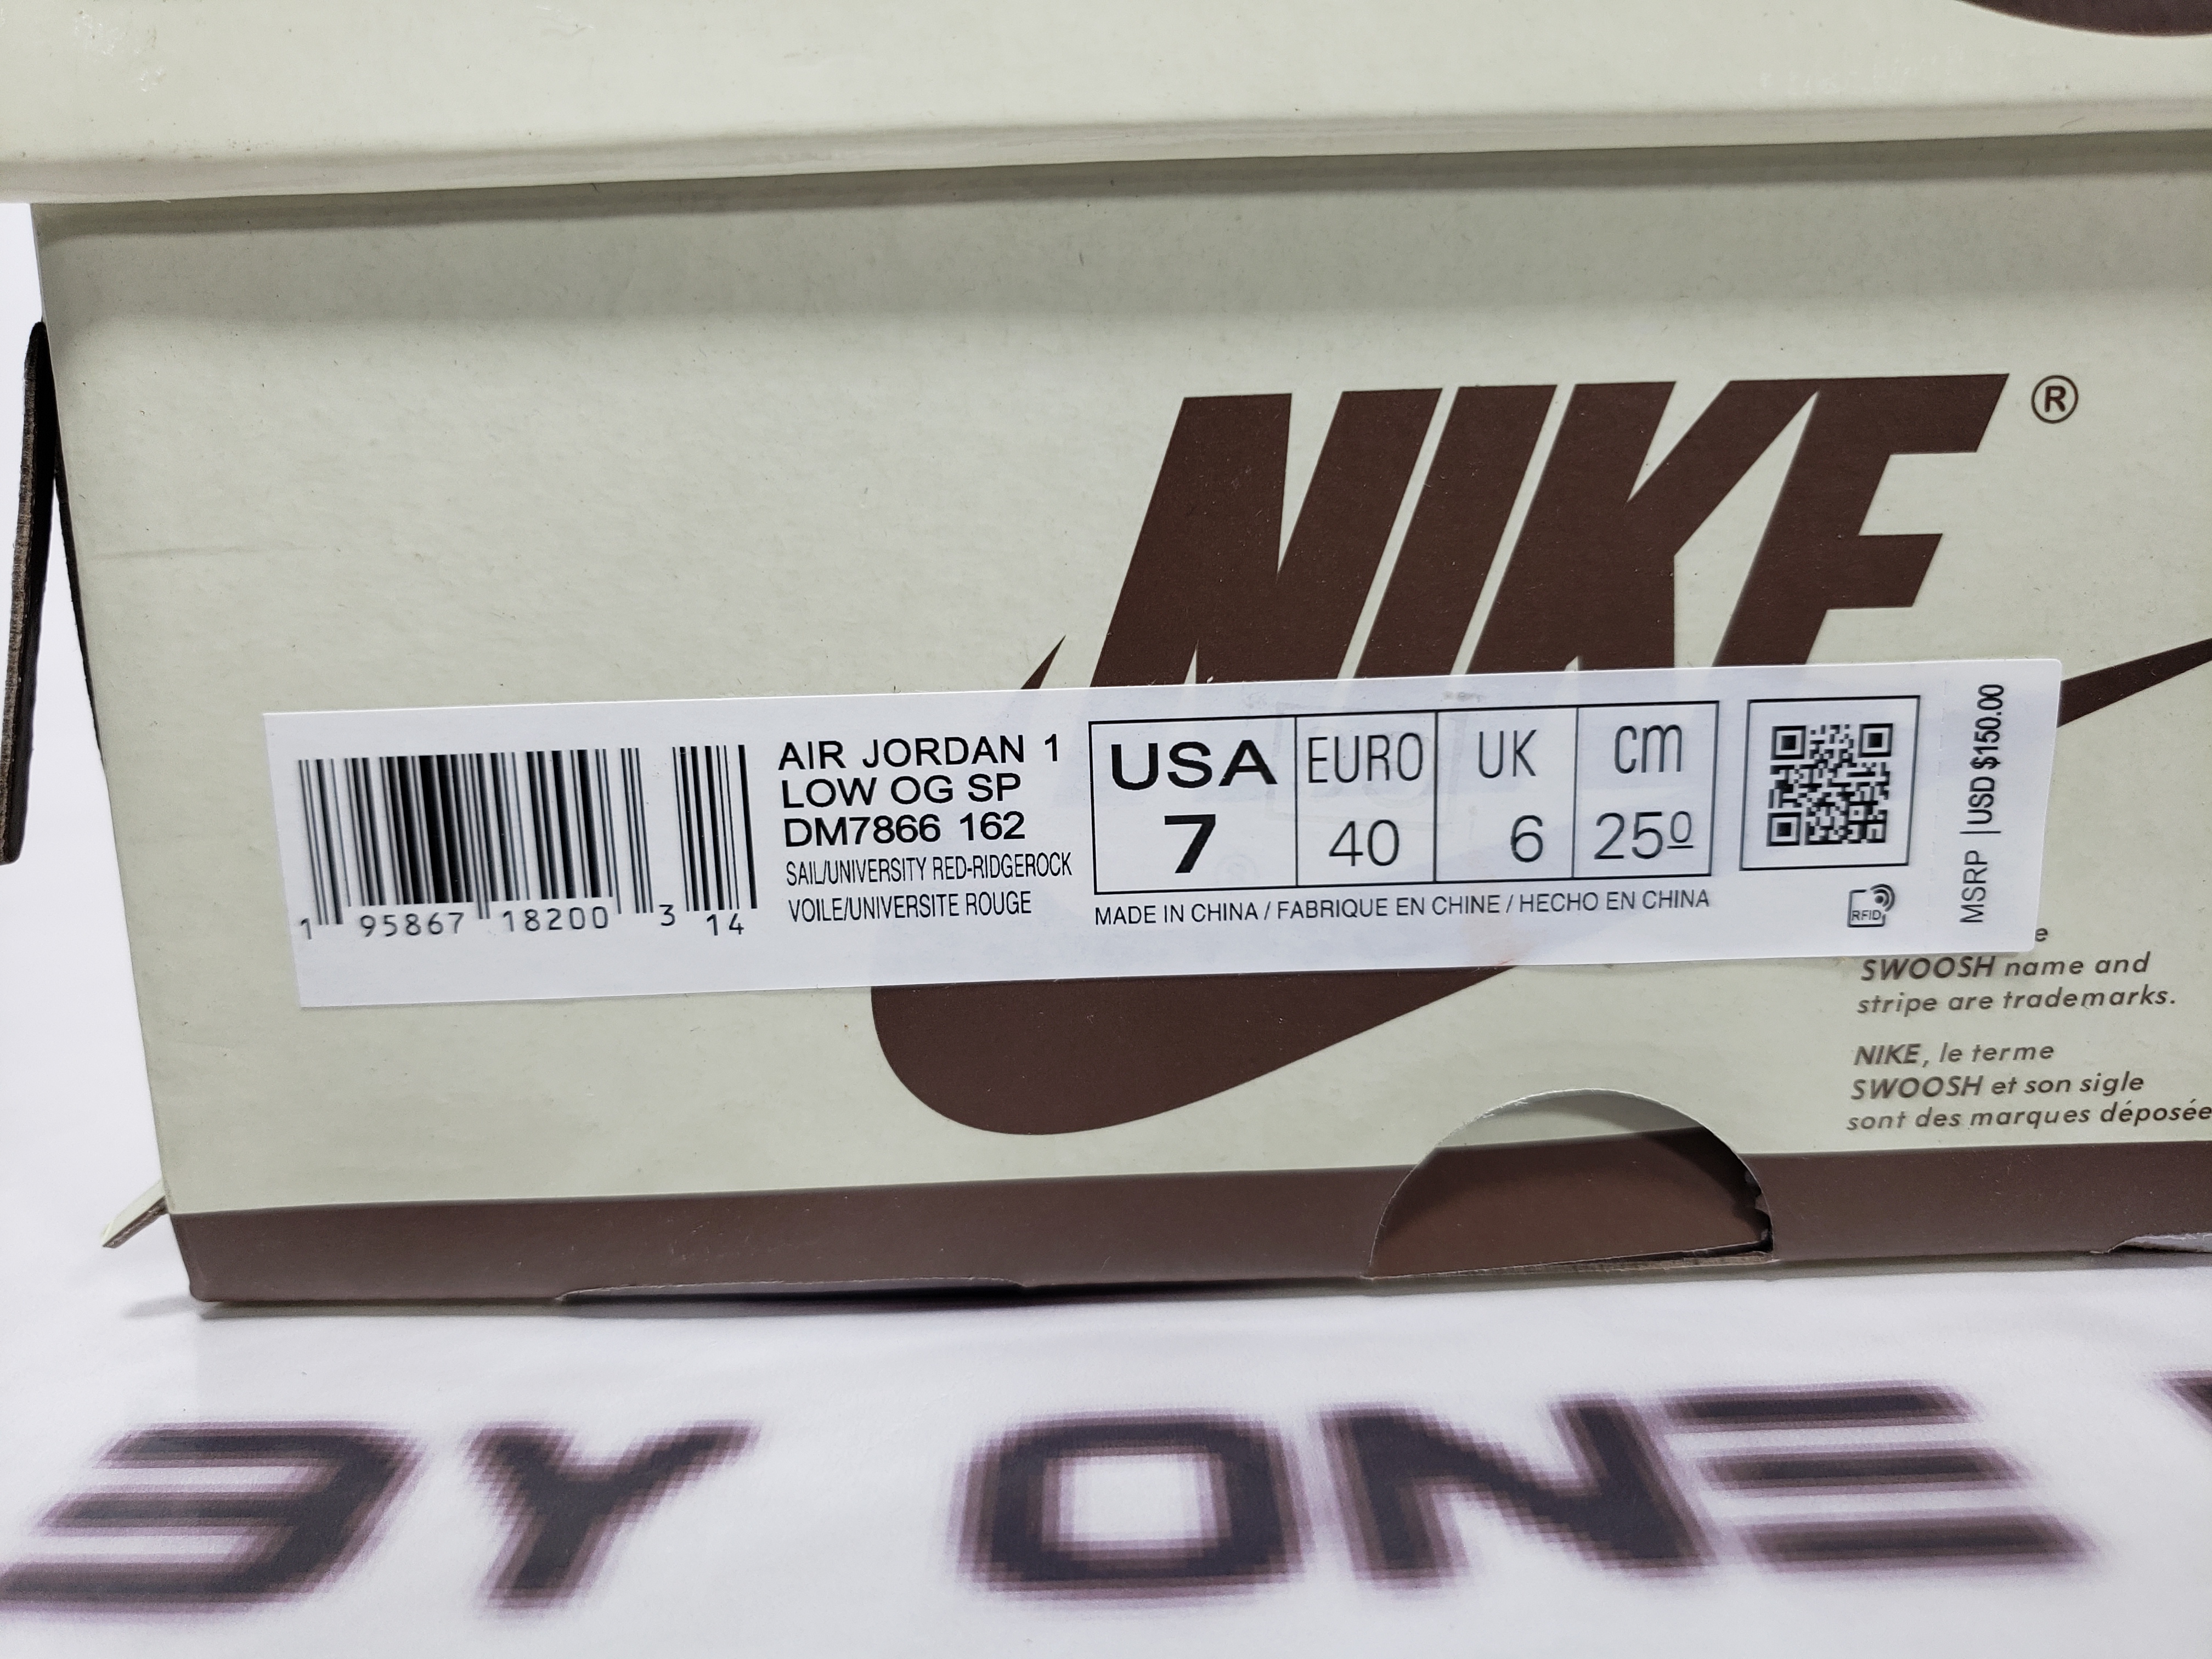 NIKE®
AIR JORDAN 1
LOW OG SP
DM7866 162
SAIL/UNIVERSITY RED-RIDGEROCK
VOILE/UNIVERSITE ROUGE
1 95867 18200 3 14
USA EURO UK cm
7 40 6 25º
MADE IN CHINA / FABRIQUE EN CHINE / HECHO EN CHINA
RFID
MSRP | USD $150.00
SWOOSH name and
stripe are trademarks.
NIKE, le terme
SWOOSH et son sigle
sont des marques déposée
BY ONE